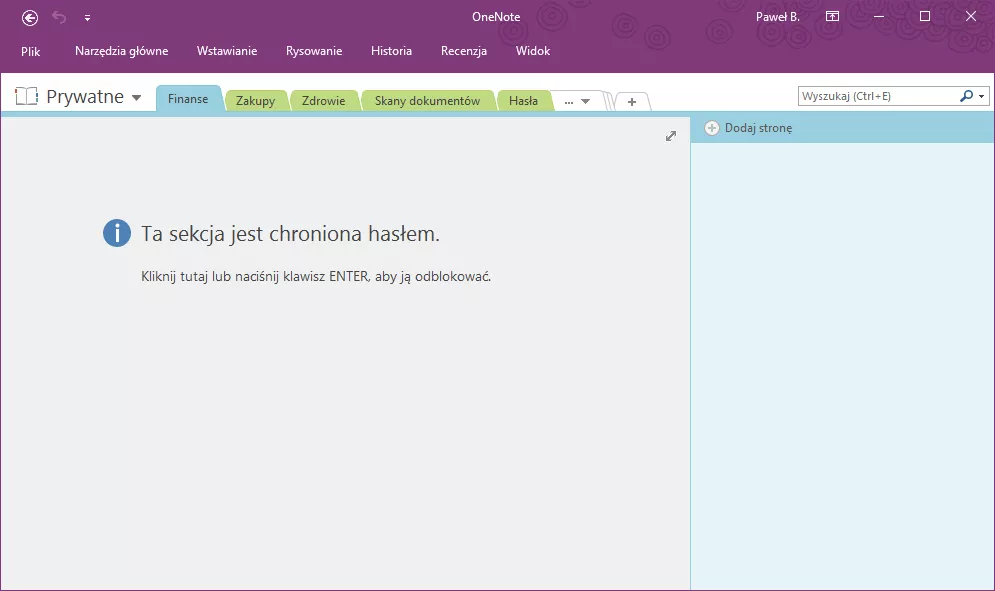 OneNote
Paweł B.
Plik Narzędzia główne Wstawianie Rysowanie Historia Recenzja Widok
Prywatne Finanse Zakupy Zdrowie Skany dokumentów Hasła ... + Wyszukaj (Ctrl+E)
Dodaj stronę
Ta sekcja jest chroniona hasłem.
Kliknij tutaj lub naciśnij klawisz ENTER, aby ją odblokować.